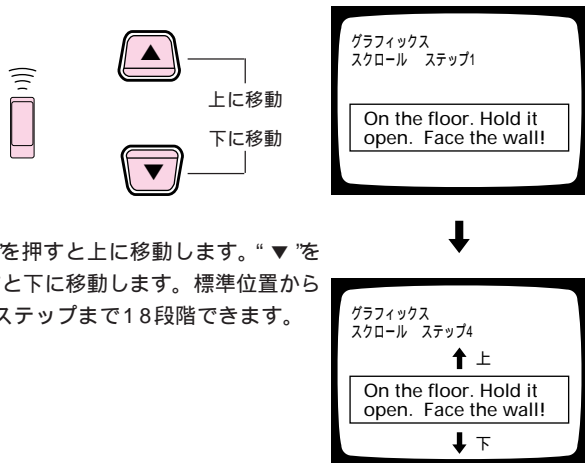 上に移動
下に移動
を押すと上に移動します。“▼”を
と下に移動します。標準位置から
ステップまで18段階できます。
グラフィックス
スクロール ステップ1
On the floor. Hold it
open. Face the wall!
グラフィックス
スクロール ステップ4
上
On the floor. Hold it
open. Face the wall!
下